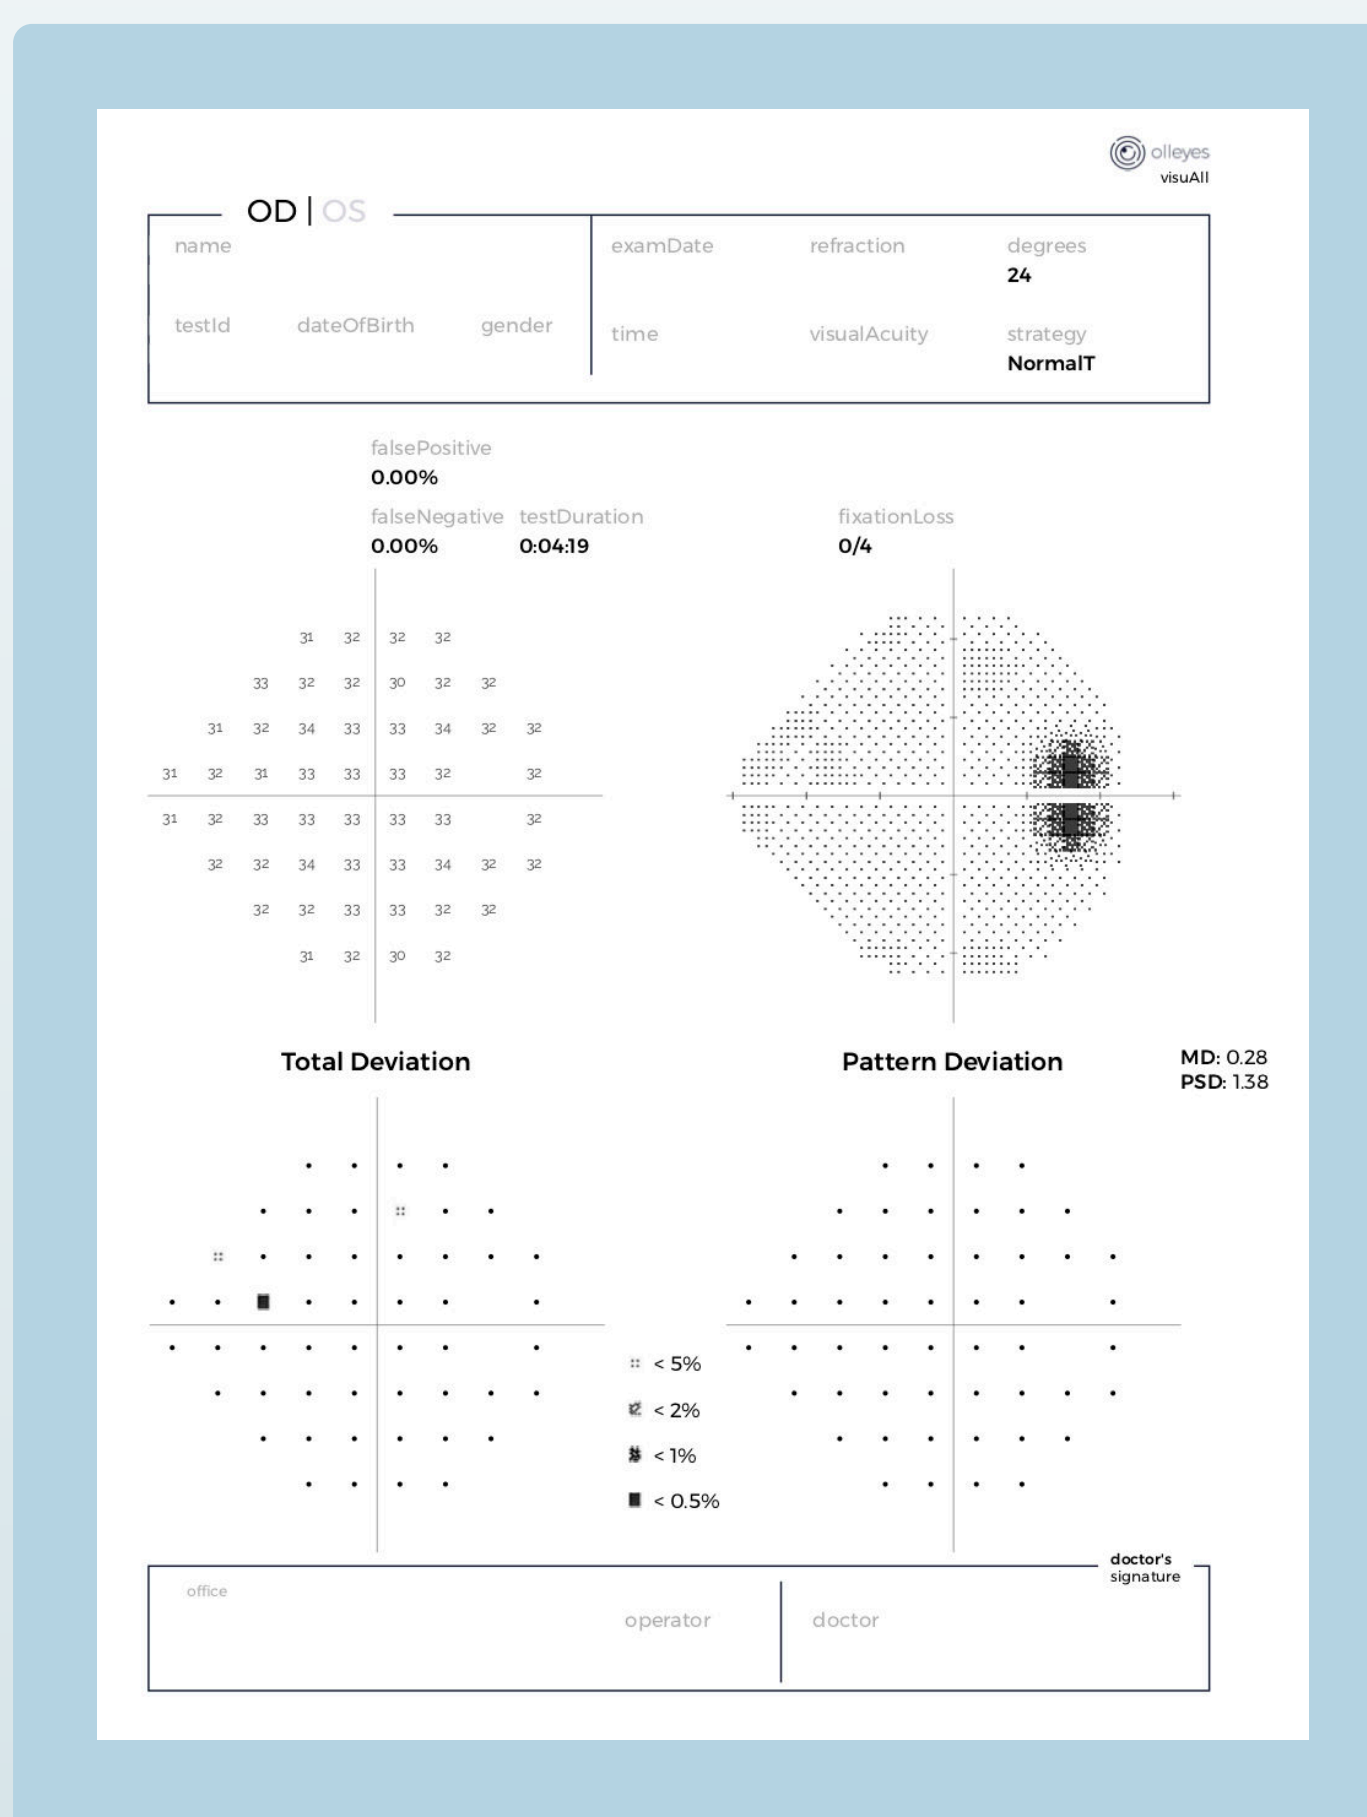 olleyes
visuAll
OD | OS
name
examDate refraction degrees
24
testId dateOfBirth gender
time visualAcuity strategy
NormalT
falsePositive
0.00%
falseNegative testDuration fixationLoss
0.00% 0:04:19 0/4
31 32 32 32
33 32 32 30 32 32
31 32 34 33 33 34 32 32
31 32 31 33 33 33 32 32
31 32 33 33 33 33 33 32
32 32 34 33 33 34 32 32
32 32 33 33 32 32
31 32 30 32
Total Deviation Pattern Deviation MD: 0.28
PSD: 1.38
< 5%
< 2%
< 1%
< 0.5%
doctor's
signature
office
operator doctor